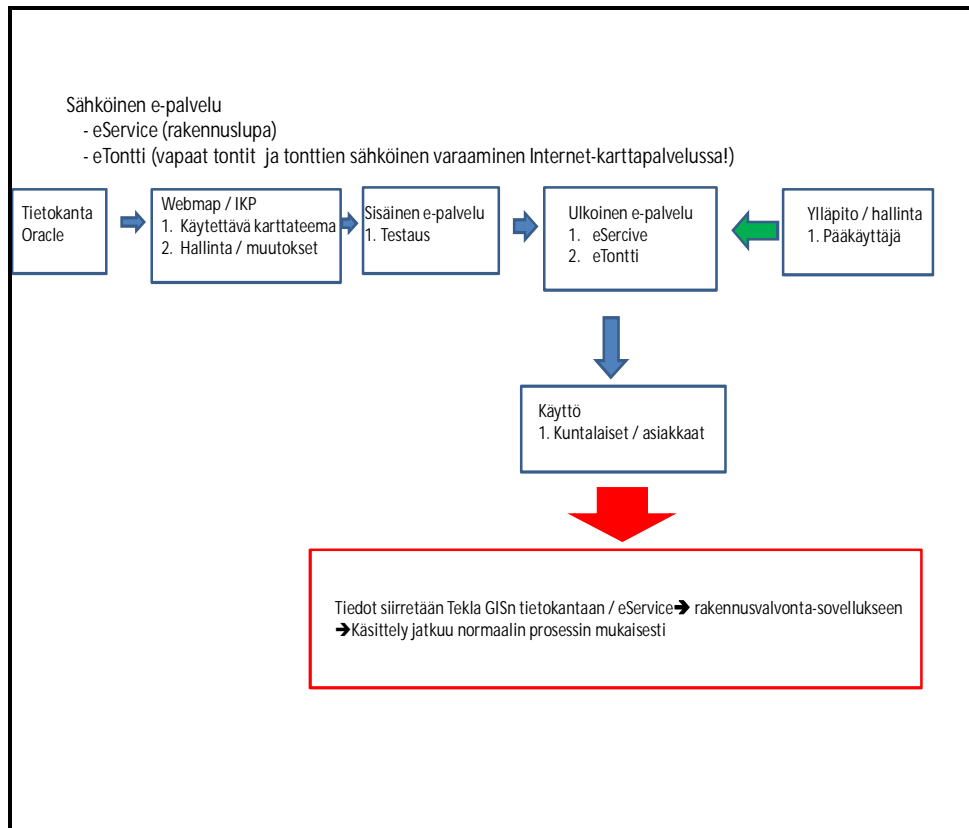 Sähköinen e-palvelu
- eService (rakennuslupa)
- eTontti (vapaat tontit ja tonttien sähköinen varaaminen Internet-karttapalvelussa!)
Tietokanta
Oracle
Webmap / IKP
1. Käytettävä karttateema
2. Hallinta / muutokset
Sisäinen e-palvelu
1. Testaus
Ulkoinen e-palvelu
1. eSercive
2. eTontti
Ylläpito / hallinta
1. Pääkäyttäjä
Käyttö
1. Kuntalaiset / asiakkaat
Tiedot siirretään Tekla GISn tietokantaan / eService➔ rakennusvalvonta-sovellukseen
➔Käsittely jatkuu normaalin prosessin mukaisesti